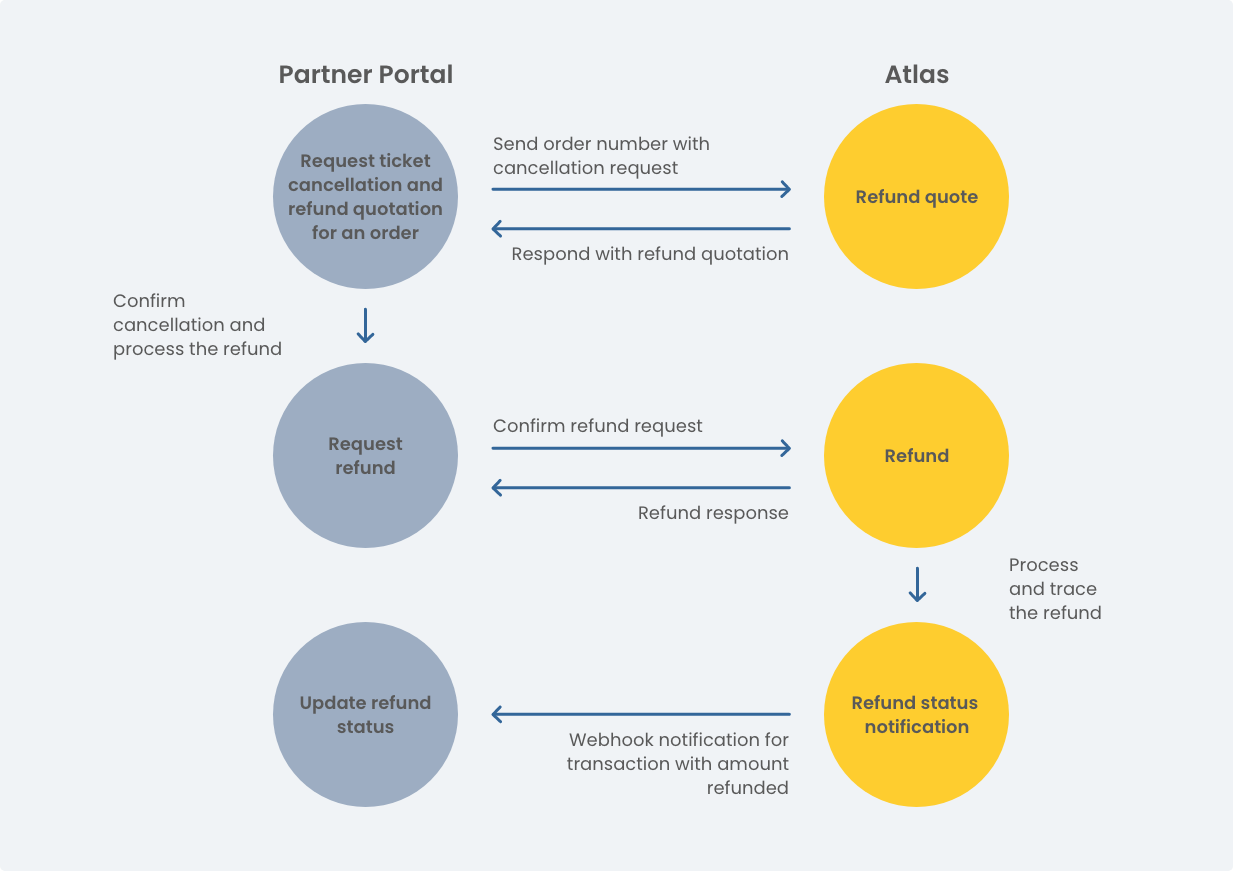 Partner Portal
Atlas
Request ticket
cancellation and
refund quotation
for an order
Send order number with
cancellation request
Respond with refund quotation
Refund quote
Confirm
cancellation and
process the refund
Request
refund
Confirm refund request
Refund response
Refund
Process
and trace
the refund
Update refund
status
Webhook notification for
transaction with amount
refunded
Refund status
notification